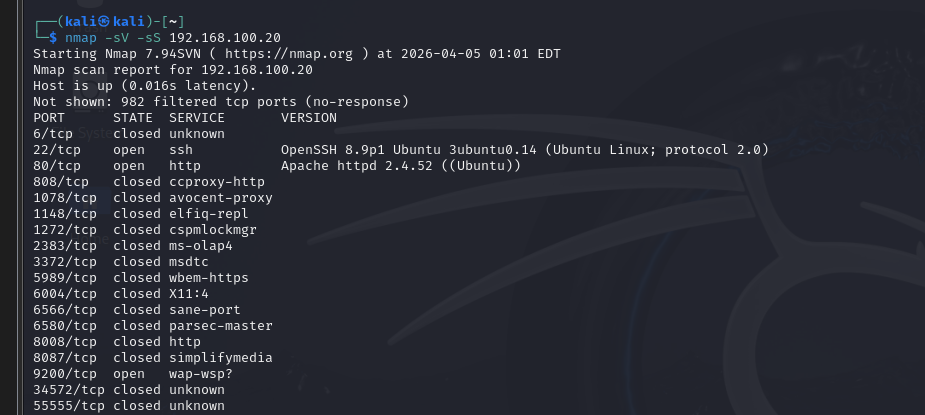 ┌──(kali㉿kali)-[~]
└─$ nmap -sV -sS 192.168.100.20
Starting Nmap 7.94SVN ( https://nmap.org ) at 2026-04-05 01:01 EDT
Nmap scan report for 192.168.100.20
Host is up (0.016s latency).
Not shown: 982 filtered tcp ports (no-response)
PORT      STATE  SERVICE       VERSION
6/tcp     closed unknown
22/tcp    open   ssh           OpenSSH 8.9p1 Ubuntu 3ubuntu0.14 (Ubuntu Linux; protocol 2.0)
80/tcp    open   http          Apache httpd 2.4.52 ((Ubuntu))
808/tcp   closed ccproxy-http
1078/tcp  closed avocent-proxy
1148/tcp  closed elfiq-repl
1272/tcp  closed cspmlockmgr
2383/tcp  closed ms-olap4
3372/tcp  closed msdtc
5989/tcp  closed wbem-https
6004/tcp  closed X11:4
6566/tcp  closed sane-port
6580/tcp  closed parsec-master
8008/tcp  closed http
8087/tcp  closed simplifymedia
9200/tcp  open   wap-wsp?
34572/tcp closed unknown
55555/tcp closed unknown